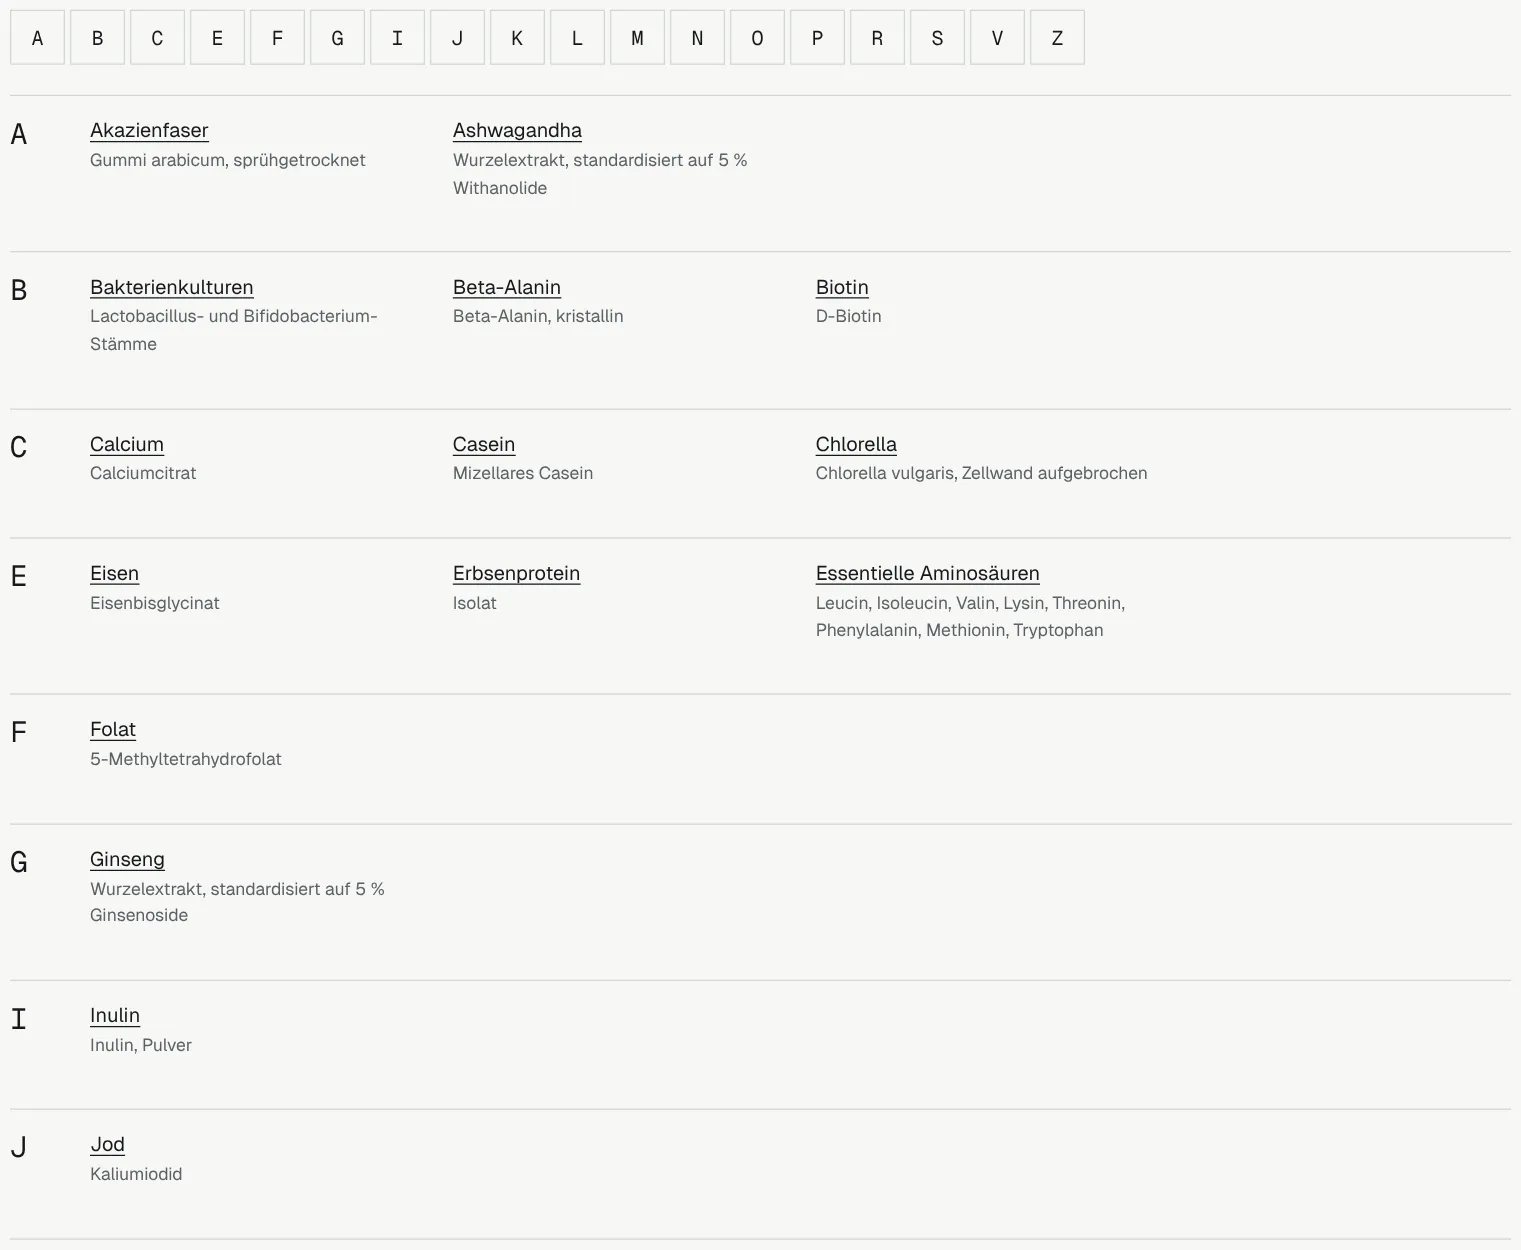 A B C E F G I J K L M N O P R S V Z
A
Akazienfaser
Gummi arabicum, sprühgetrocknet
Ashwagandha
Wurzelextrakt, standardisiert auf 5 %
Withanolide
B
Bakterienkulturen
Lactobacillus- und Bifidobacterium-
Stämme
Beta-Alanin
Beta-Alanin, kristallin
Biotin
D-Biotin
C
Calcium
Calciumcitrat
Casein
Mizellares Casein
Chlorella
Chlorella vulgaris, Zellwand aufgebrochen
E
Eisen
Eisenbisglycinat
Erbsenprotein
Isolat
Essentielle Aminosäuren
Leucin, Isoleucin, Valin, Lysin, Threonin,
Phenylalanin, Methionin, Tryptophan
F
Folat
5-Methyltetrahydrofolat
G
Ginseng
Wurzelextrakt, standardisiert auf 5 %
Ginsenoside
I
Inulin
Inulin, Pulver
J
Jod
Kaliumiodid